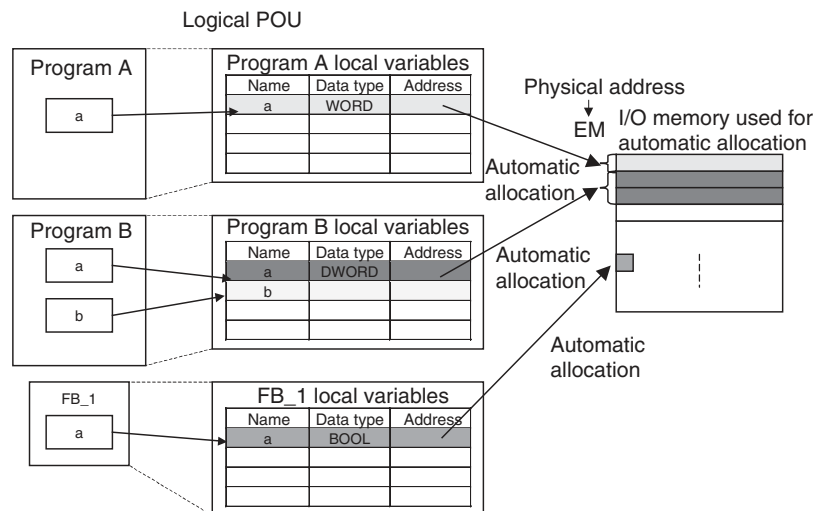 Logical POU
Program A
a
Program A local variables
Name Data type Address
a WORD
Physical address
EM
I/O memory used for
automatic allocation
Automatic
allocation
Program B
a
b
Program B local variables
Name Data type Address
a DWORD
b
Automatic
allocation
Automatic
allocation
FB_1
a
FB_1 local variables
Name Data type Address
a BOOL